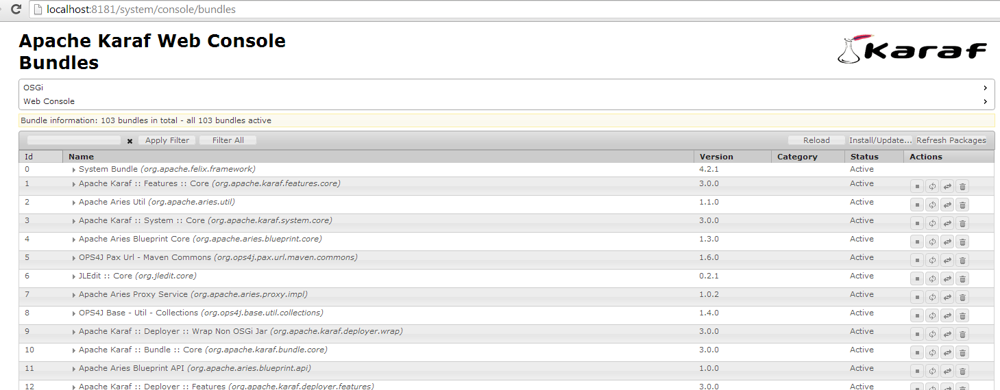 localhost:8181/system/console/bundles
Apache Karaf Web Console
Bundles
Karaf
OSGi
Web Console
Bundle information: 103 bundles in total - all 103 bundles active
Apply Filter Filter All Reload Install/Update... Refresh Packages
Id Name Version Category Status Actions
0 System Bundle (org.apache.felix.framework) 4.2.1 Active
1 Apache Karaf :: Features :: Core (org.apache.karaf.features.core) 3.0.0 Active
2 Apache Aries Util (org.apache.aries.util) 1.1.0 Active
3 Apache Karaf :: System :: Core (org.apache.karaf.system.core) 3.0.0 Active
4 Apache Aries Blueprint Core (org.apache.aries.blueprint.core) 1.3.0 Active
5 OPS4J Pax Url - Maven Commons (org.ops4j.pax.url.maven.commons) 1.6.0 Active
6 JLEdit :: Core (org.jledit.core) 0.2.1 Active
7 Apache Aries Proxy Service (org.apache.aries.proxy.impl) 1.0.2 Active
8 OPS4J Base - Util - Collections (org.ops4j.base.util.collections) 1.4.0 Active
9 Apache Karaf :: Deployer :: Wrap Non OSGi Jar (org.apache.karaf.deployer.wrap) 3.0.0 Active
10 Apache Karaf :: Bundle :: Core (org.apache.karaf.bundle.core) 3.0.0 Active
11 Apache Aries Blueprint API (org.apache.aries.blueprint.api) 1.0.0 Active
12 Apache Karaf :: Deployer :: Features (org.apache.karaf.deployer.features) 3.0.0 Active